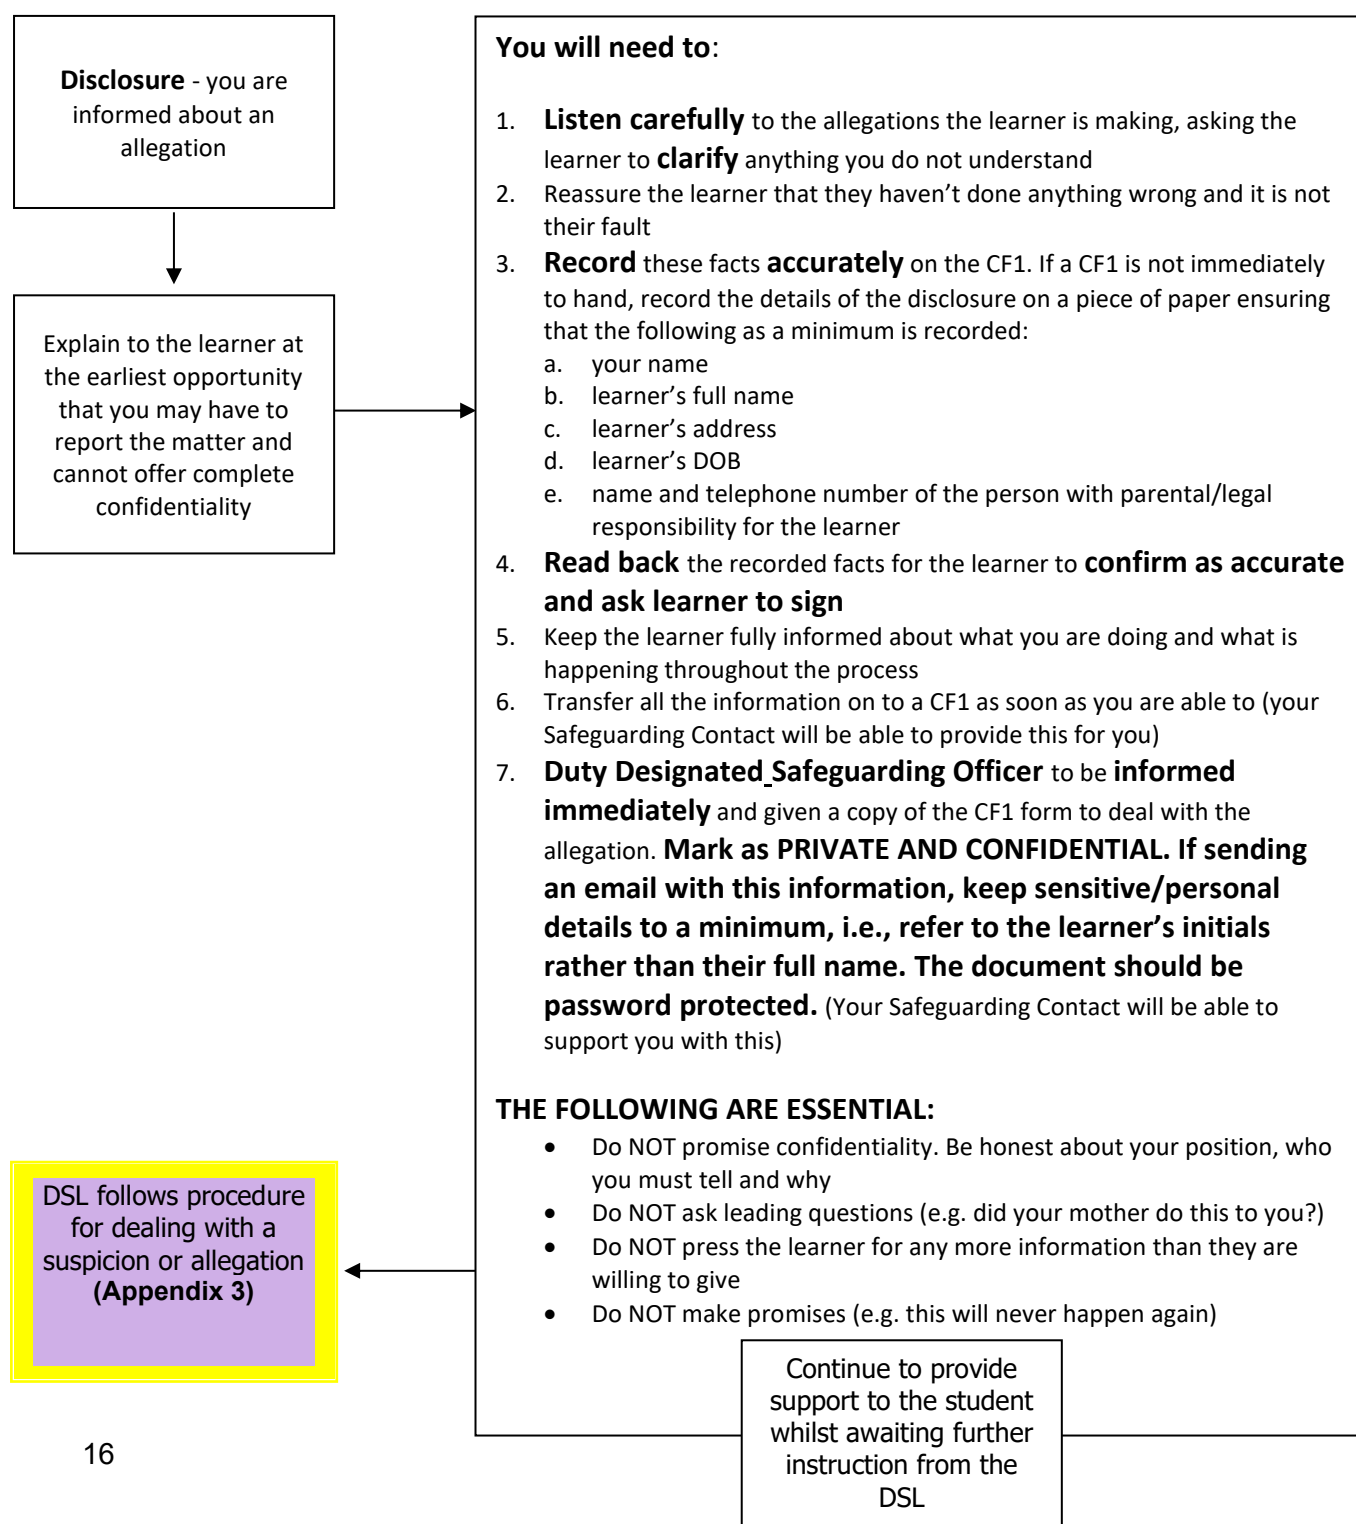 Disclosure - you are
informed about an
allegation
Explain to the learner at
the earliest opportunity
that you may have to
report the matter and
cannot offer complete
confidentiality
You will need to:
1. Listen carefully to the allegations the learner is making, asking the
learner to clarify anything you do not understand
2. Reassure the learner that they haven’t done anything wrong and it is not
their fault
3. Record these facts accurately on the CF1. If a CF1 is not immediately
to hand, record the details of the disclosure on a piece of paper ensuring
that the following as a minimum is recorded:
a. your name
b. learner’s full name
c. learner’s address
d. learner’s DOB
e. name and telephone number of the person with parental/legal
responsibility for the learner
4. Read back the recorded facts for the learner to confirm as accurate
and ask learner to sign
5. Keep the learner fully informed about what you are doing and what is
happening throughout the process
6. Transfer all the information on to a CF1 as soon as you are able to (your
Safeguarding Contact will be able to provide this for you)
7. Duty Designated Safeguarding Officer to be informed
immediately and given a copy of the CF1 form to deal with the
allegation. Mark as PRIVATE AND CONFIDENTIAL. If sending
an email with this information, keep sensitive/personal
details to a minimum, i.e., refer to the learner’s initials
rather than their full name. The document should be
password protected. (Your Safeguarding Contact will be able to
support you with this)
THE FOLLOWING ARE ESSENTIAL:
• Do NOT promise confidentiality. Be honest about your position, who
you must tell and why
• Do NOT ask leading questions (e.g. did your mother do this to you?)
• Do NOT press the learner for any more information than they are
willing to give
• Do NOT make promises (e.g. this will never happen again)
DSL follows procedure
for dealing with a
suspicion or allegation
(Appendix 3)
Continue to provide
support to the student
whilst awaiting further
instruction from the
DSL
16